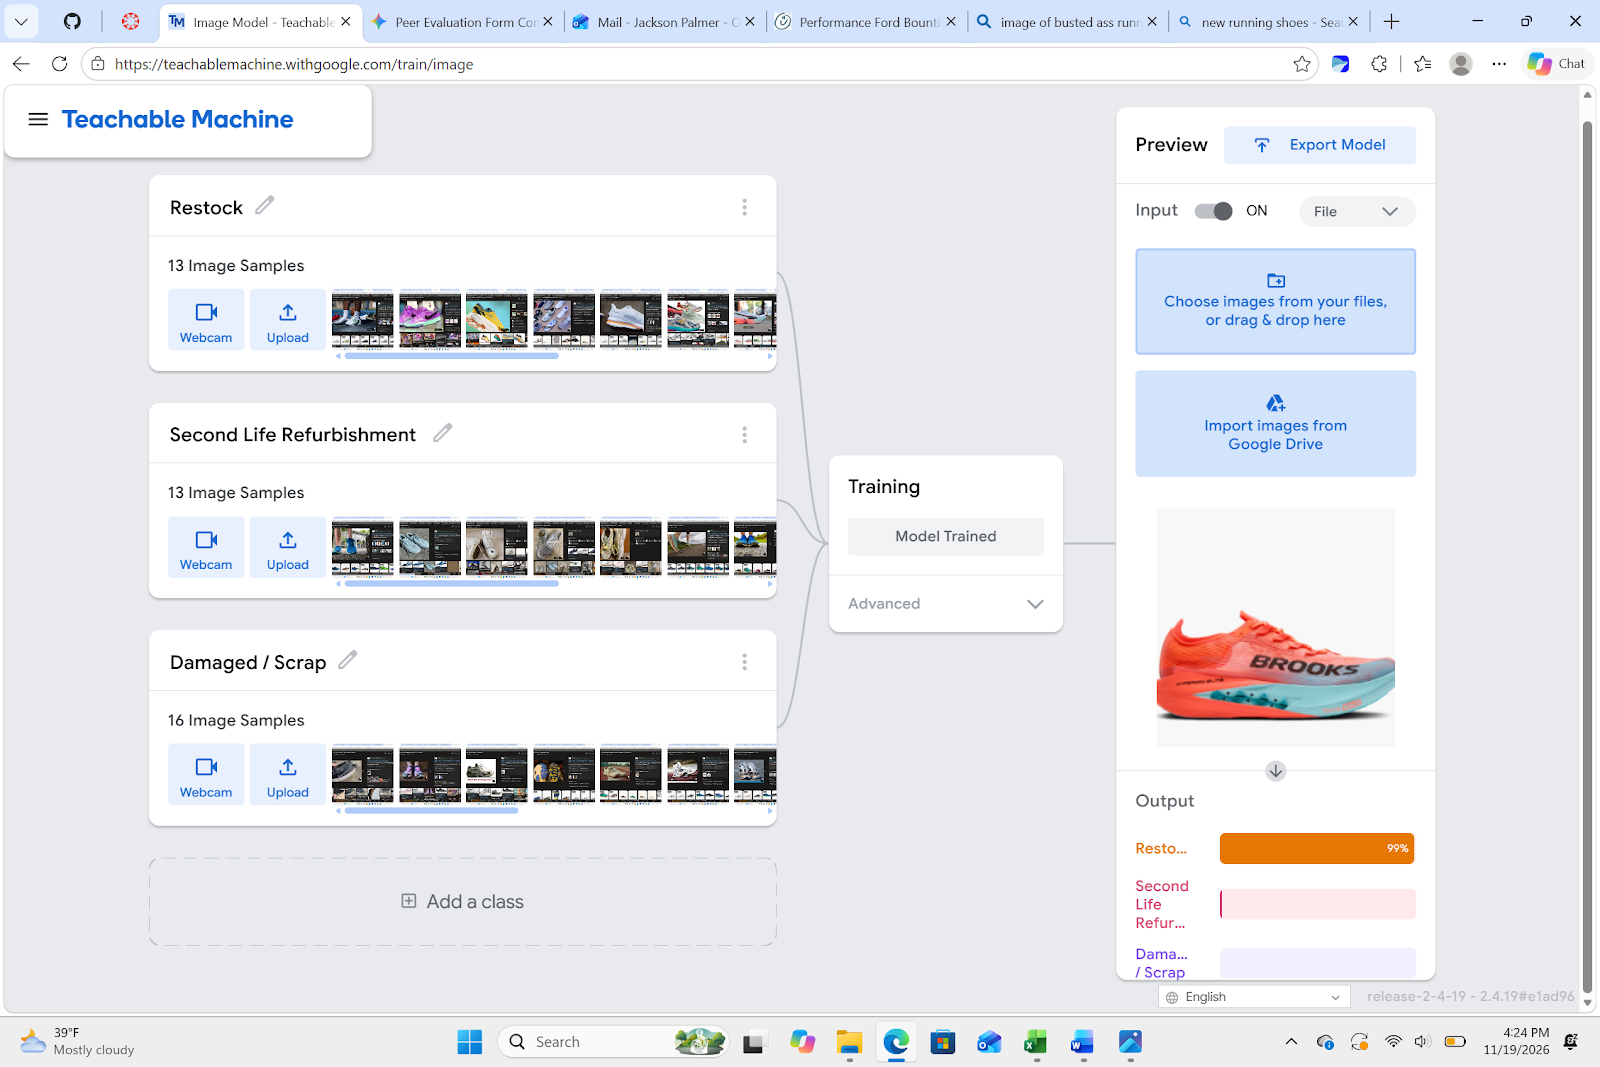 Image Model - Teachable
Peer Evaluation Form Con
Mail - Jackson Palmer - O
Performance Ford Bounti
image of busted ass runn
new running shoes - Sear
https://teachablemachine.withgoogle.com/train/image
Chat
Teachable Machine
Restock
13 Image Samples
Webcam
Upload
Second Life Refurbishment
13 Image Samples
Webcam
Upload
Damaged / Scrap
16 Image Samples
Webcam
Upload
Add a class
Training
Model Trained
Advanced
Preview
Export Model
Input
ON
File
Choose images from your files,
or drag & drop here
Import images from
Google Drive
BROOKS
Output
Resto...
99%
Second
Life
Refur...
Dama...
/ Scrap
English
release-2-4-19 - 2.4.19#e1ad96
39°F
Mostly cloudy
Search
4:24 PM
11/19/2026